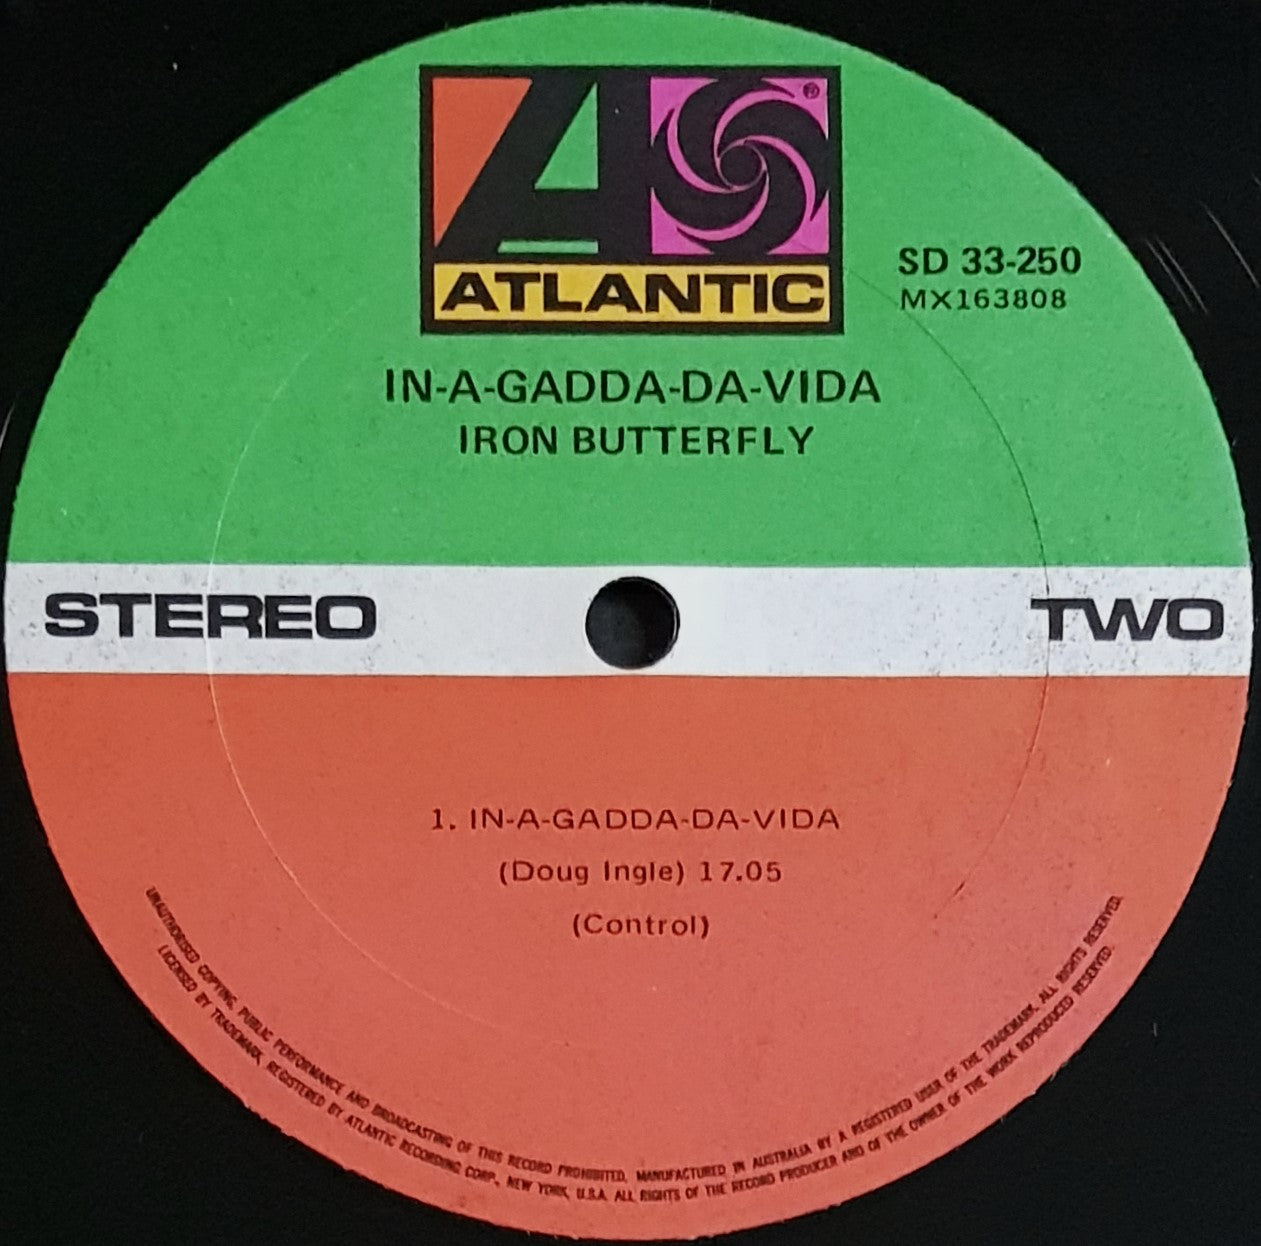 ®
ATLANTIC
SD 33-250
MX163808
IN-A-GADDA-DA-VIDA
IRON BUTTERFLY
STEREO
TWO
1. IN-A-GADDA-DA-VIDA
(Doug Ingle) 17.05
(Control)
UNAUTHORISED COPYING, PUBLIC PERFORMANCE AND BROADCASTING OF THIS RECORD PROHIBITED. MANUFACTURED IN AUSTRALIA BY A REGISTERED USER OF THE TRADEMARK. ALL RIGHTS RESERVED.
LICENSED BY TRADEMARK, REGISTERED BY ATLANTIC RECORDING CORP., NEW YORK, U.S.A. ALL RIGHTS OF THE RECORD PRODUCER AND OF THE OWNER OF THE WORK REPRODUCED RESERVED.